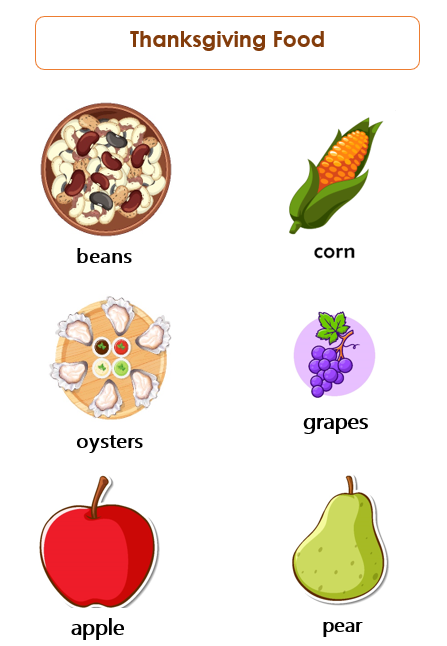 Thanksgiving Food
beans
corn
oysters
grapes
apple
pear